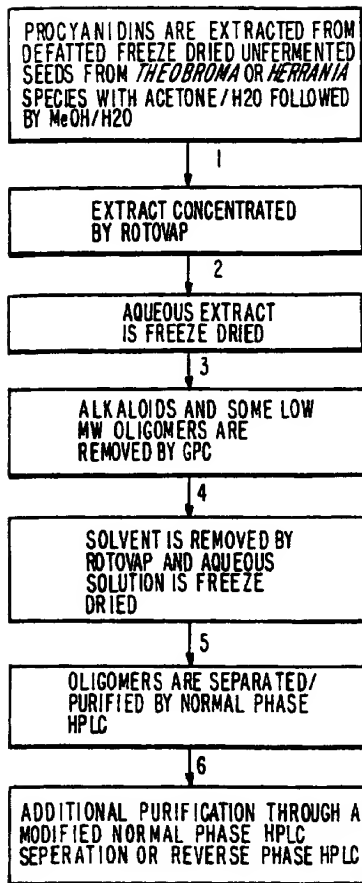 PROCYANIDINS ARE EXTRACTED FROM
DEFATTED FREEZE DRIED UNFERMENTED
SEEDS FROM THEOBROMA OR HERRANIA
SPECIES WITH ACETONE/H2O FOLLOWED
BY MeOH/H2O
1
EXTRACT CONCENTRATED
BY ROTOVAP
2
AQUEOUS EXTRACT
IS FREEZE DRIED
3
ALKALOIDS AND SOME LOW
MW OLIGOMERS ARE
REMOVED BY GPC
4
SOLVENT IS REMOVED BY
ROTOVAP AND AQUEOUS
SOLUTION IS FREEZE
DRIED
5
OLIGOMERS ARE SEPARATED/
PURIFIED BY NORMAL PHASE
HPLC
6
ADDITIONAL PURIFICATION THROUGH A
MODIFIED NORMAL PHASE HPLC
SEPERATION OR REVERSE PHASE HPLC